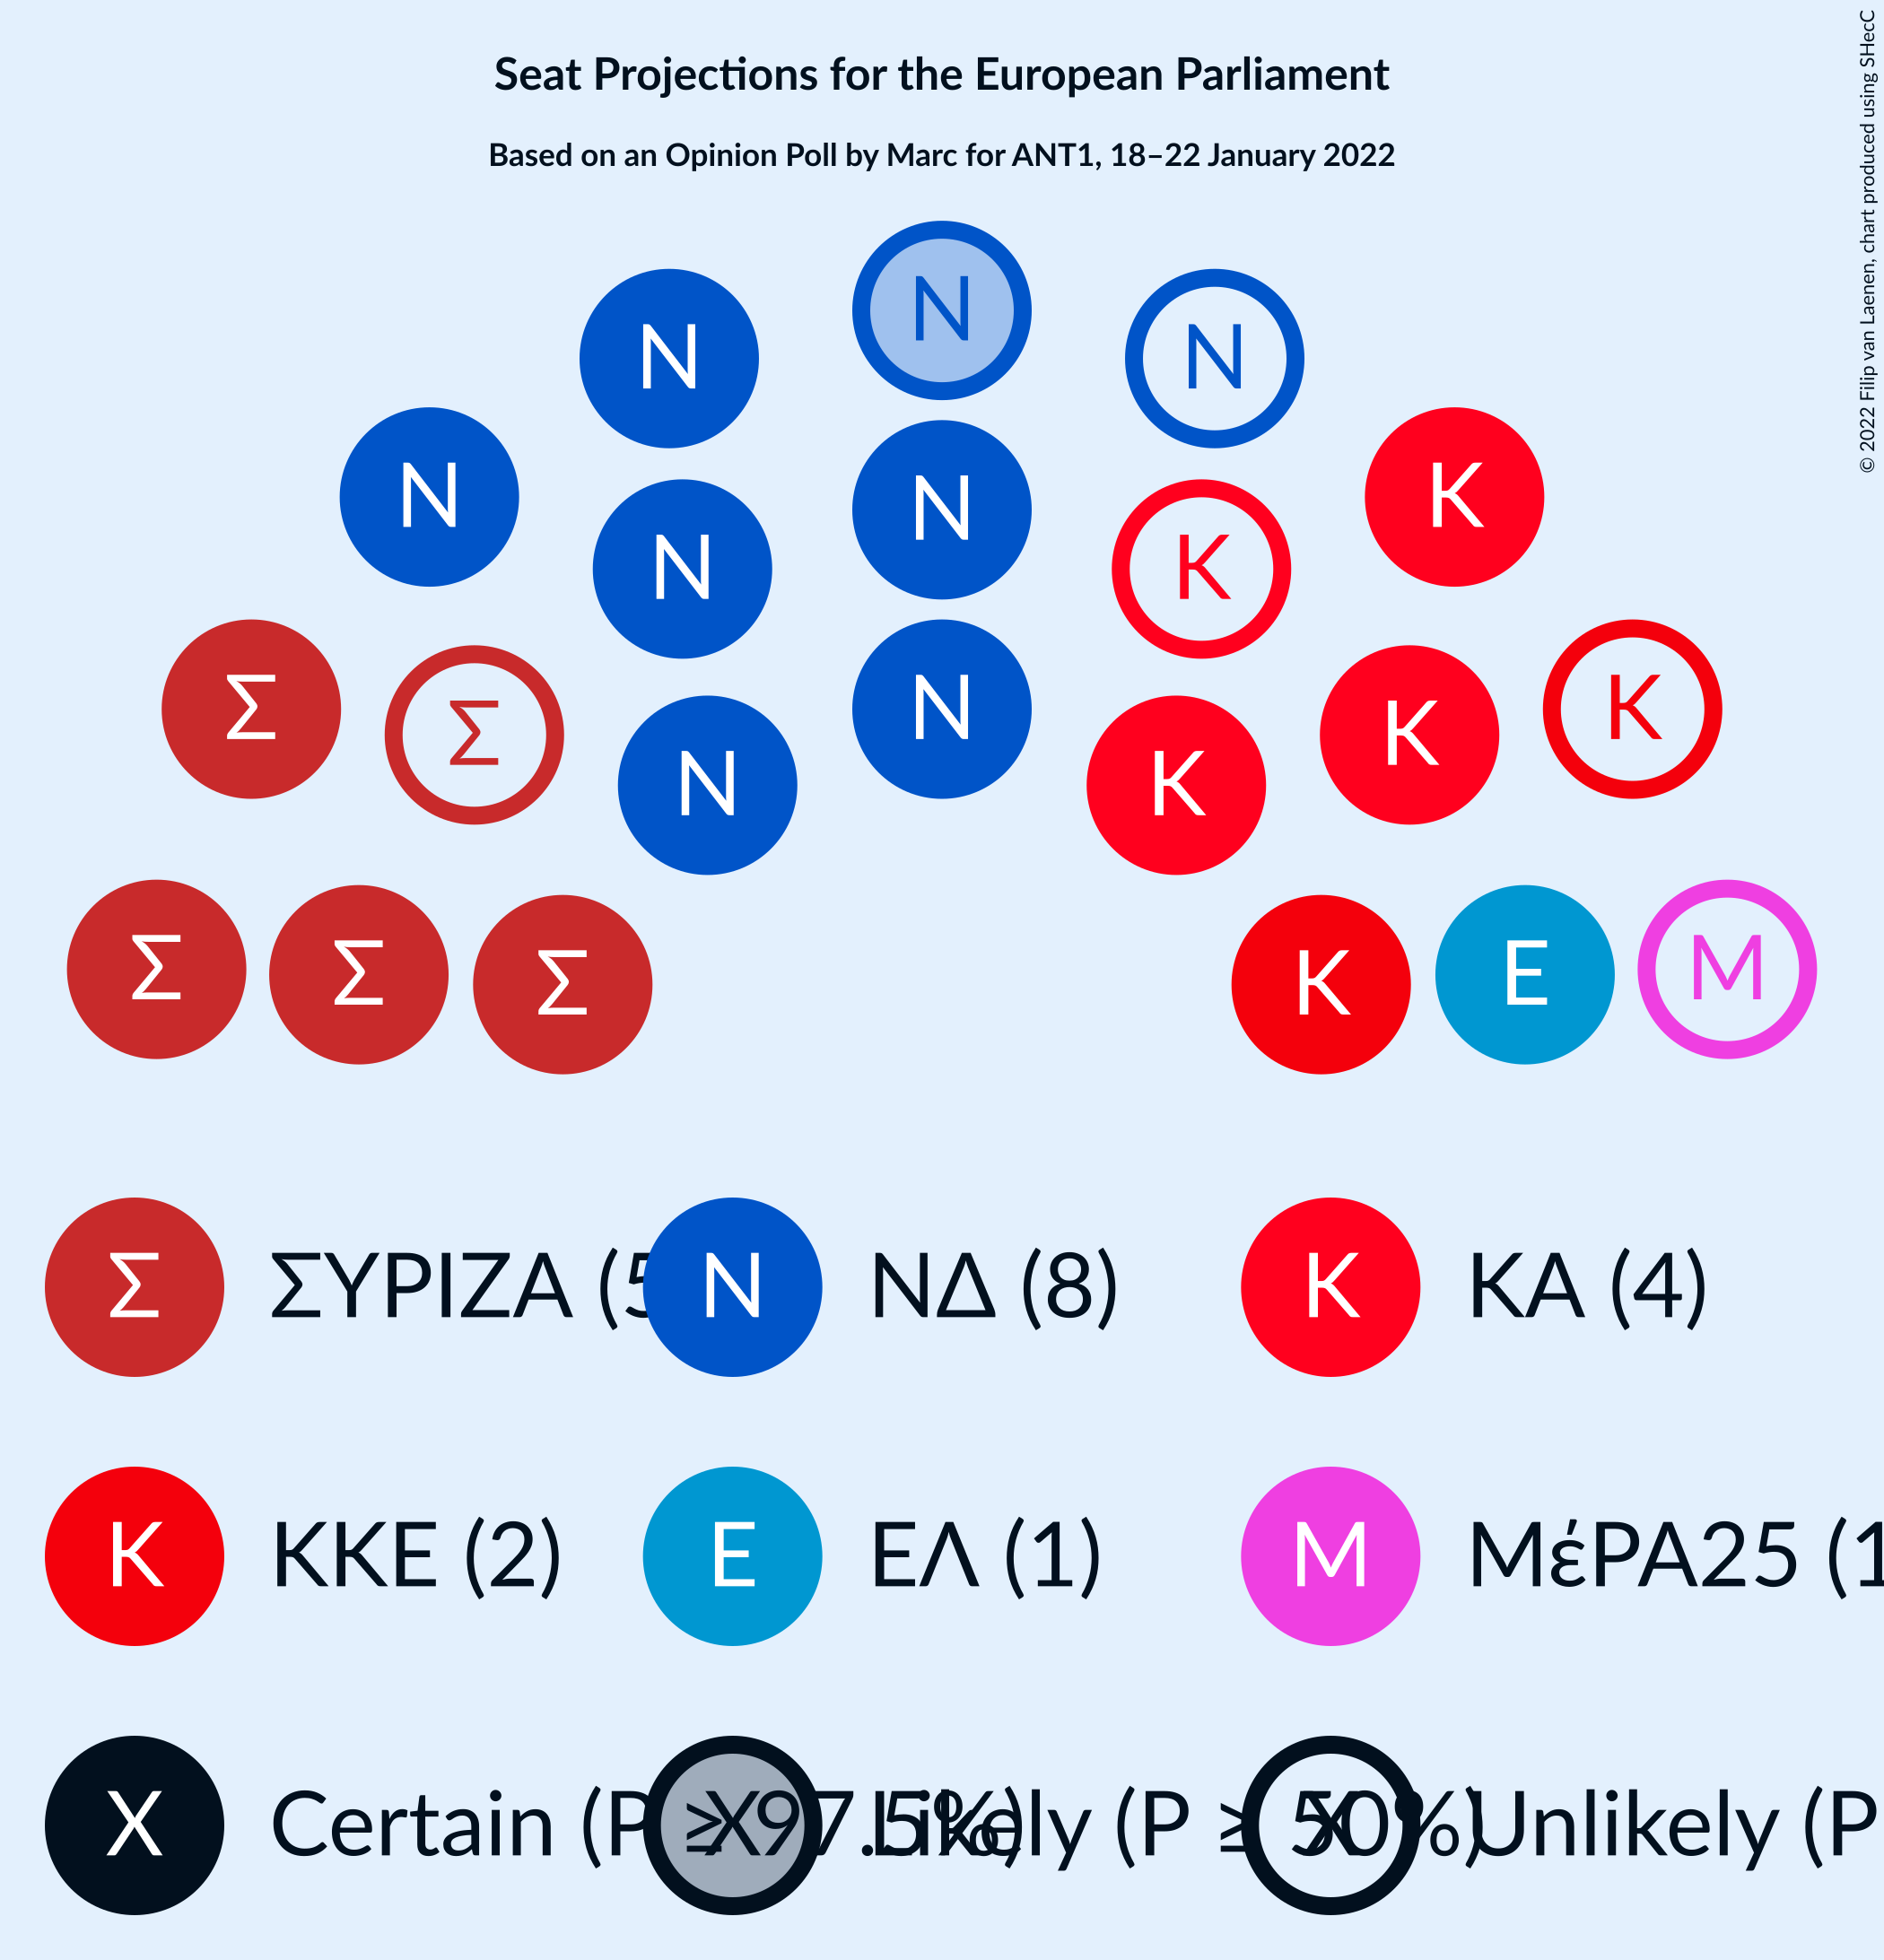 Seat Projections for the European Parliament
Based on an Opinion Poll by Marc for ANT1, 18–22 January 2022
© 2022 Filip van Laenen, chart produced using SHecC
N
N N
N K
N
N K
N
Σ K
Σ K
N K
Σ M
Σ E
Σ K
Σ ΣΥΡΙΖΑ (5 N ΝΔ (8) K ΚΑ (4)
K ΚΚΕ (2) E ΕΛ (1) M ΜέΡΑ25 (1
X Certain (P ≥ 97.5%) X Likely (P ≥ 50%) X Unlikely (P